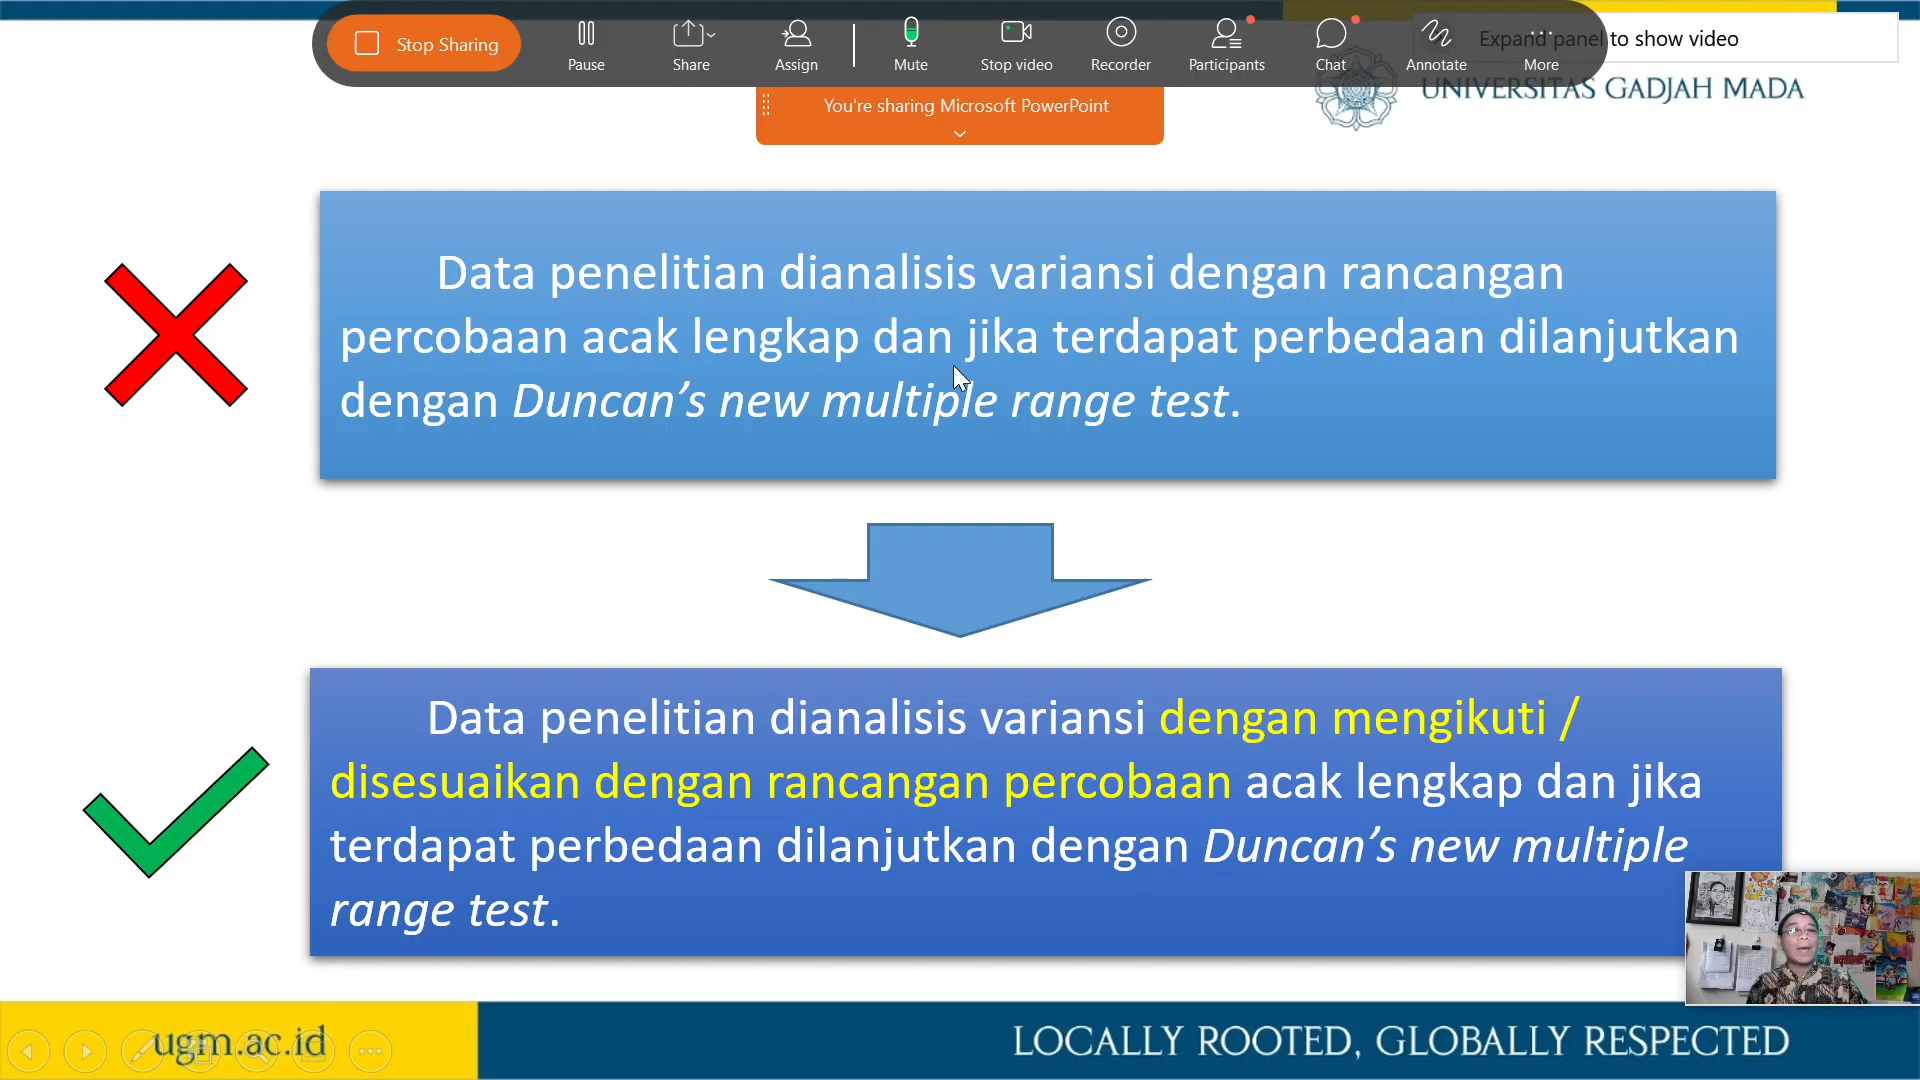 Stop Sharing
Pause
Share
Assign
Mute
Stop video
Recorder
Participants
Chat
Annotate
More
Expand panel to show video
You're sharing Microsoft PowerPoint
UNIVERSITAS GADJAH MADA
Data penelitian dianalisis variansi dengan rancangan
percobaan acak lengkap dan jika terdapat perbedaan dilanjutkan
dengan Duncan’s new multiple range test.
Data penelitian dianalisis variansi dengan mengikuti /
disesuaikan dengan rancangan percobaan acak lengkap dan jika
terdapat perbedaan dilanjutkan dengan Duncan’s new multiple
range test.
ugm.ac.id
LOCALLY ROOTED, GLOBALLY RESPECTED